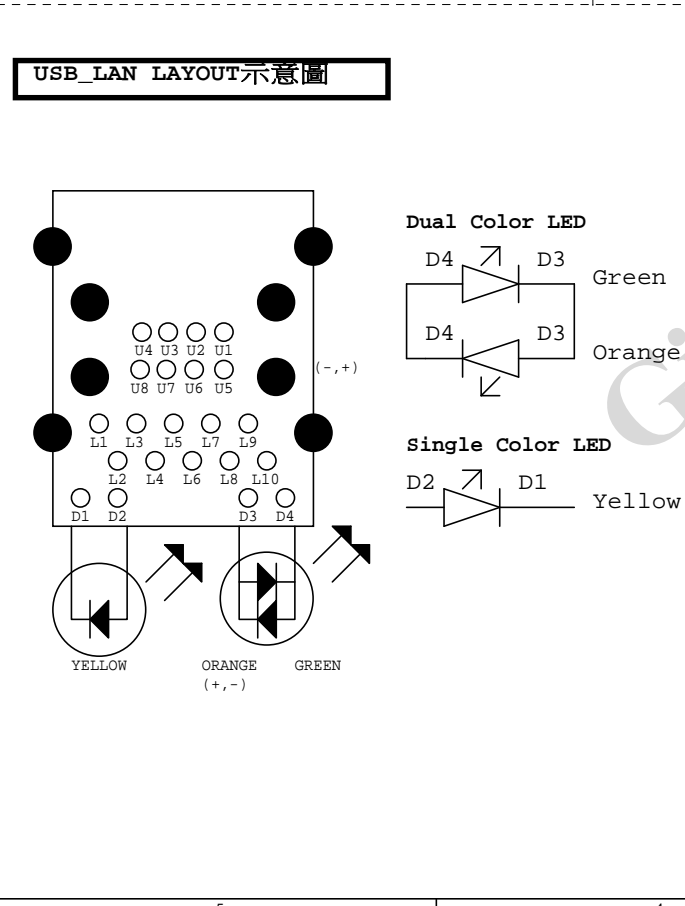 USB_LAN LAYOUT示意圖
Dual Color LED
D4 D3
Green
D4 D3
Orange
U4 U3 U2 U1
U8 U7 U6 U5
(-,+)
L1 L3 L5 L7 L9
L2 L4 L6 L8 L10
D1 D2 D3 D4
Single Color LED
D2 D1
Yellow
YELLOW
ORANGE GREEN
(+,-)